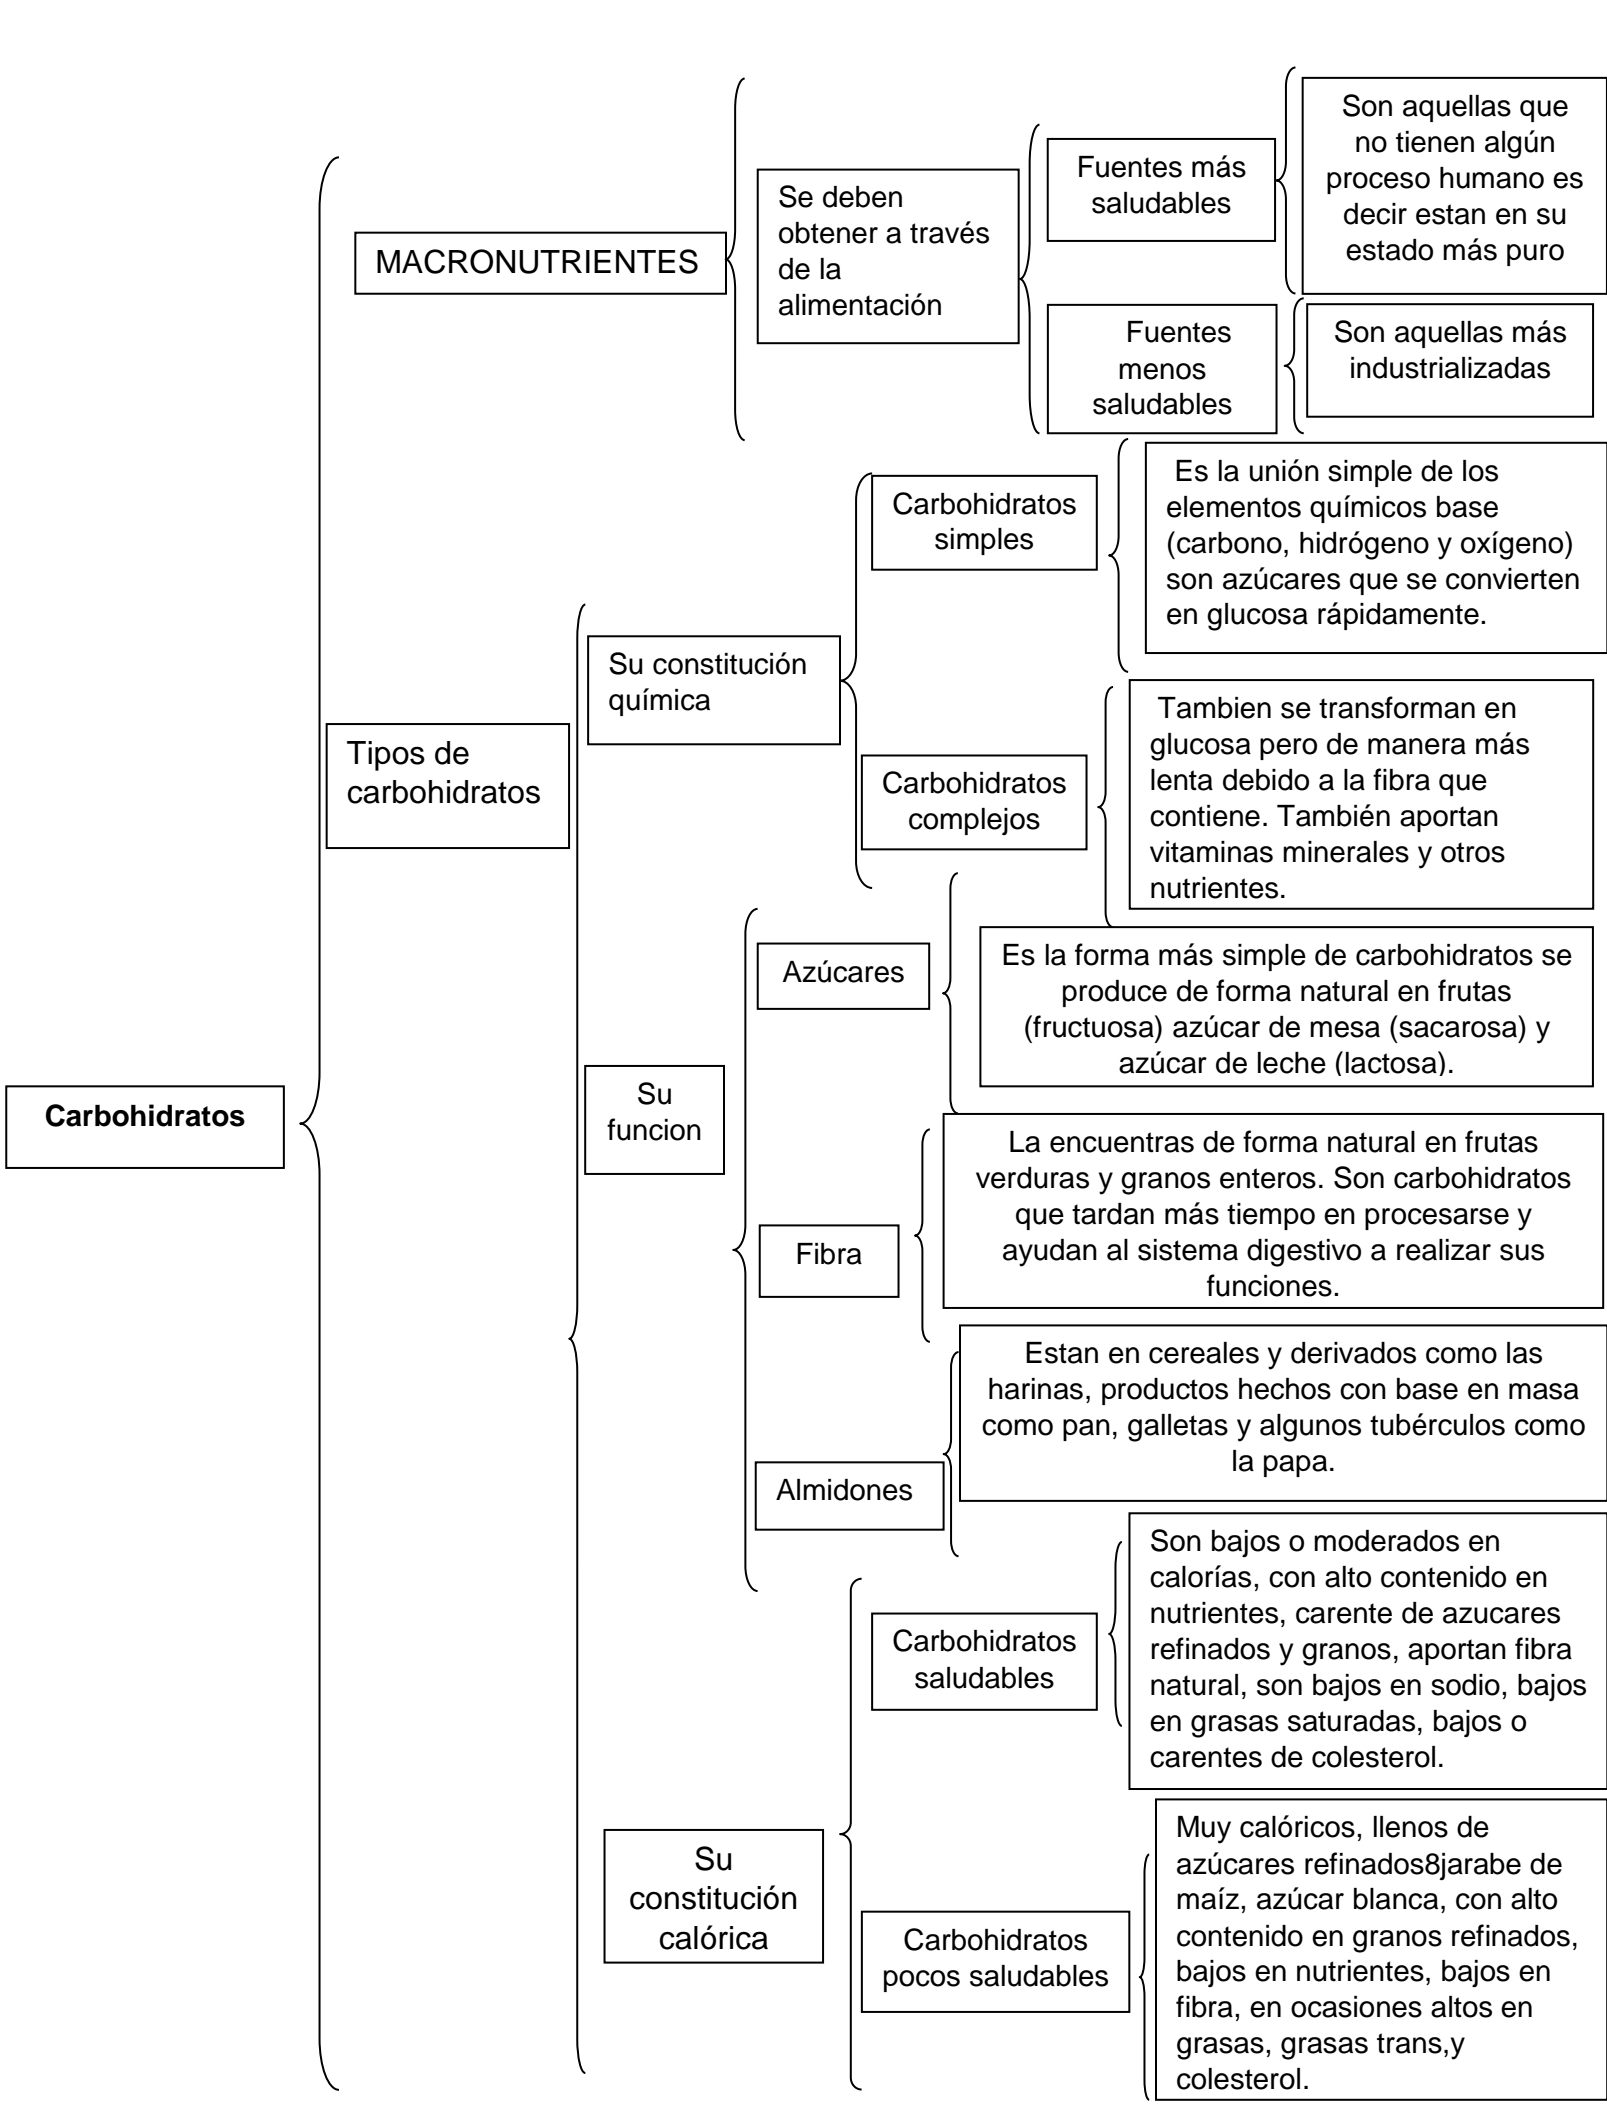 Carbohidratos
MACRONUTRIENTES
Se deben
obtener a través
de la
alimentación
Fuentes más
saludables
Son aquellas que
no tienen algún
proceso humano es
decir estan en su
estado más puro
Fuentes
menos
saludables
Son aquellas más
industrializadas
Tipos de
carbohidratos
Su constitución
química
Carbohidratos
simples
Es la unión simple de los
elementos químicos base
(carbono, hidrógeno y oxígeno)
son azúcares que se convierten
en glucosa rápidamente.
Carbohidratos
complejos
Tambien se transforman en
glucosa pero de manera más
lenta debido a la fibra que
contiene. También aportan
vitaminas minerales y otros
nutrientes.
Su
funcion
Azúcares
Es la forma más simple de carbohidratos se
produce de forma natural en frutas
(fructuosa) azúcar de mesa (sacarosa) y
azúcar de leche (lactosa).
Fibra
La encuentras de forma natural en frutas
verduras y granos enteros. Son carbohidratos
que tardan más tiempo en procesarse y
ayudan al sistema digestivo a realizar sus
funciones.
Almidones
Estan en cereales y derivados como las
harinas, productos hechos con base en masa
como pan, galletas y algunos tubérculos como
la papa.
Su
constitución
calórica
Carbohidratos
saludables
Son bajos o moderados en
calorías, con alto contenido en
nutrientes, carente de azucares
refinados y granos, aportan fibra
natural, son bajos en sodio, bajos
en grasas saturadas, bajos o
carentes de colesterol.
Carbohidratos
pocos saludables
Muy calóricos, llenos de
azúcares refinados8jarabe de
maíz, azúcar blanca, con alto
contenido en granos refinados,
bajos en nutrientes, bajos en
fibra, en ocasiones altos en
grasas, grasas trans,y
colesterol.